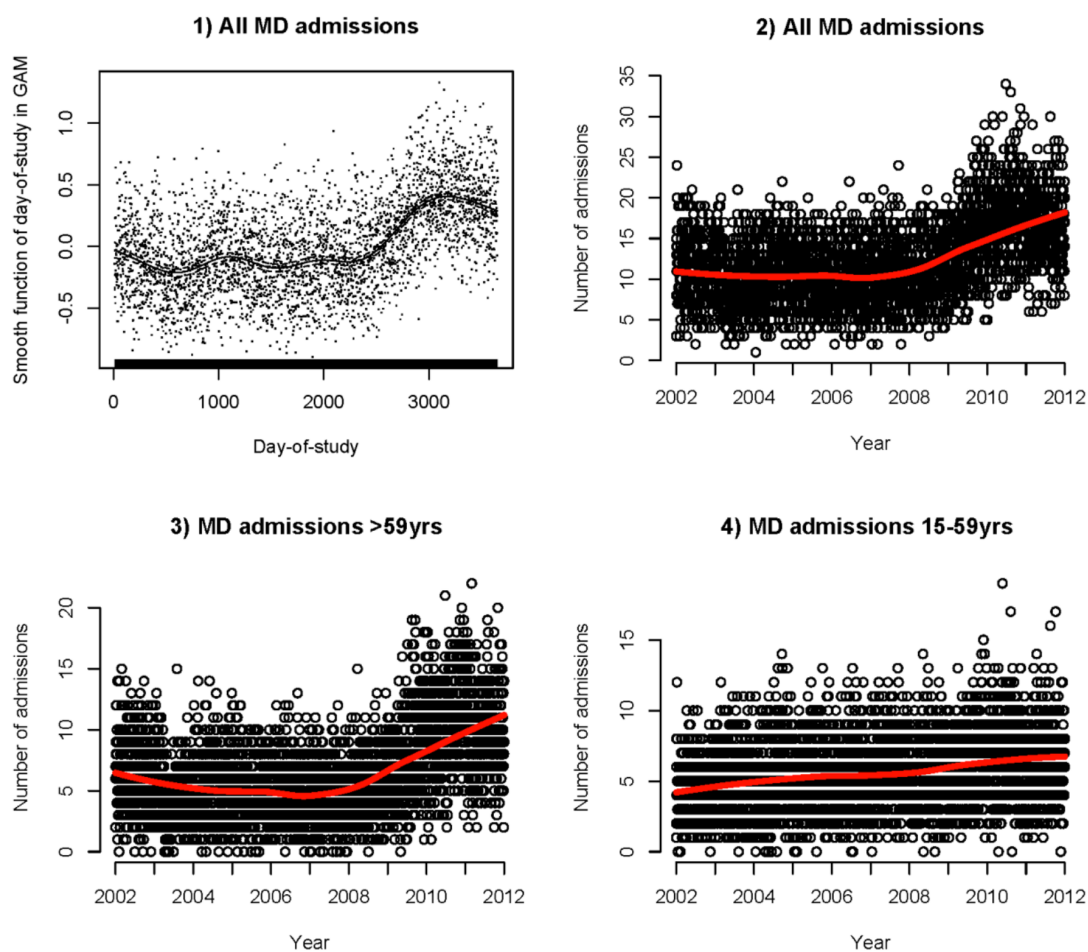 1) All MD admissions
Smooth function of day-of-study in GAM
1.0
0.5
0.0
-0.5
0 1000 2000 3000
Day-of-study
2) All MD admissions
Number of admissions
35
30
25
20
15
10
5
0
2002 2004 2006 2008 2010 2012
Year
3) MD admissions >59yrs
Number of admissions
20
15
10
5
0
2002 2004 2006 2008 2010 2012
Year
4) MD admissions 15-59yrs
Number of admissions
15
10
5
0
2002 2004 2006 2008 2010 2012
Year